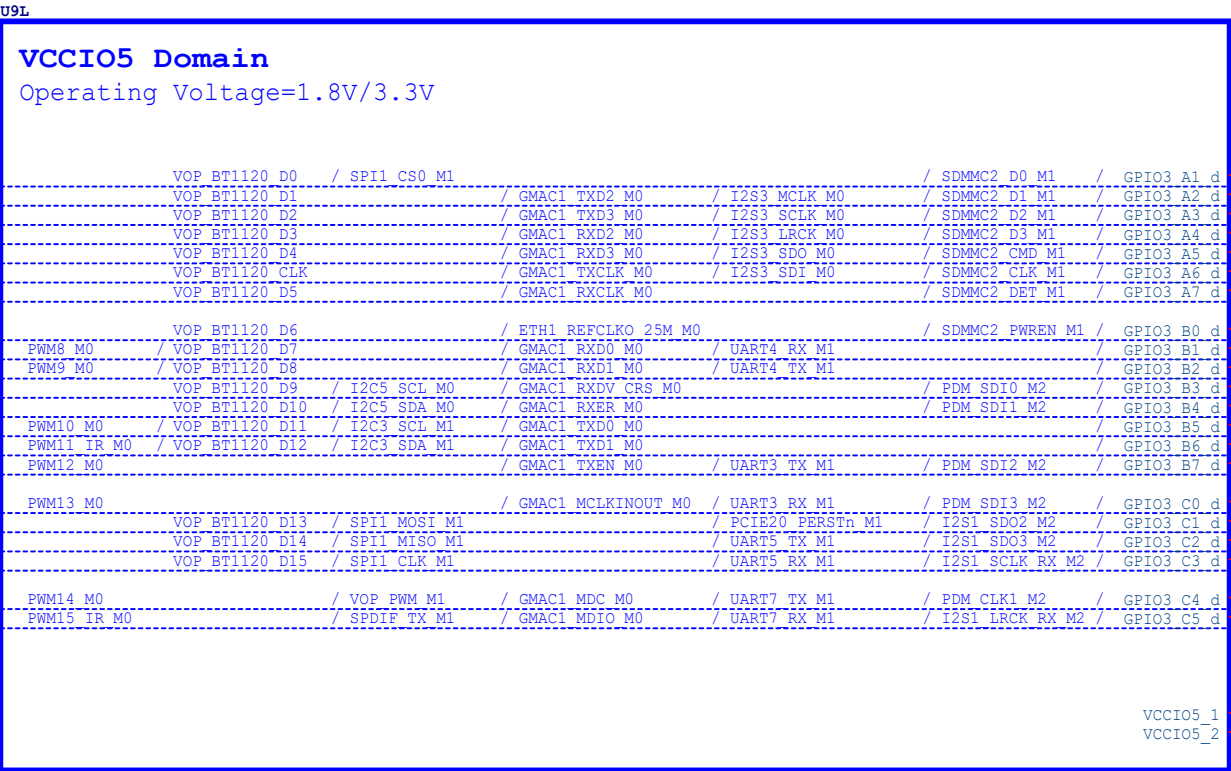 U9L
VCCIO5 Domain
Operating Voltage=1.8V/3.3V
VOP_BT1120_D0 / SPI1_CS0_M1 / SDMMC2_D0_M1 / GPIO3_A1_d
VOP_BT1120_D1 / GMAC1_TXD2_M0 / I2S3_MCLK_M0 / SDMMC2_D1_M1 / GPIO3_A2_d
VOP_BT1120_D2 / GMAC1_TXD3_M0 / I2S3_SCLK_M0 / SDMMC2_D2_M1 / GPIO3_A3_d
VOP_BT1120_D3 / GMAC1_RXD2_M0 / I2S3_LRCK_M0 / SDMMC2_D3_M1 / GPIO3_A4_d
VOP_BT1120_D4 / GMAC1_RXD3_M0 / I2S3_SDO_M0 / SDMMC2_CMD_M1 / GPIO3_A5_d
VOP_BT1120_CLK / GMAC1_TXCLK_M0 / I2S3_SDI_M0 / SDMMC2_CLK_M1 / GPIO3_A6_d
VOP_BT1120_D5 / GMAC1_RXCLK_M0 / SDMMC2_DET_M1 / GPIO3_A7_d
VOP_BT1120_D6 / ETH1_REFCLKO_25M_M0 / SDMMC2_PWREN_M1 / GPIO3_B0_d
PWM8_M0 / VOP_BT1120_D7 / GMAC1_RXD0_M0 / UART4_RX_M1 / GPIO3_B1_d
PWM9_M0 / VOP_BT1120_D8 / GMAC1_RXD1_M0 / UART4_TX_M1 / GPIO3_B2_d
VOP_BT1120_D9 / I2C5_SCL_M0 / GMAC1_RXDV_CRS_M0 / PDM_SDI0_M2 / GPIO3_B3_d
VOP_BT1120_D10 / I2C5_SDA_M0 / GMAC1_RXER_M0 / PDM_SDI1_M2 / GPIO3_B4_d
PWM10_M0 / VOP_BT1120_D11 / I2C3_SCL_M1 / GMAC1_TXD0_M0 / GPIO3_B5_d
PWM11_IR_M0 / VOP_BT1120_D12 / I2C3_SDA_M1 / GMAC1_TXD1_M0 / GPIO3_B6_d
PWM12_M0 / GMAC1_TXEN_M0 / UART3_TX_M1 / PDM_SDI2_M2 / GPIO3_B7_d
PWM13_M0 / GMAC1_MCLKINOUT_M0 / UART3_RX_M1 / PDM_SDI3_M2 / GPIO3_C0_d
VOP_BT1120_D13 / SPI1_MOSI_M1 / PCIE20_PERSTn_M1 / I2S1_SDO2_M2 / GPIO3_C1_d
VOP_BT1120_D14 / SPI1_MISO_M1 / UART5_TX_M1 / I2S1_SDO3_M2 / GPIO3_C2_d
VOP_BT1120_D15 / SPI1_CLK_M1 / UART5_RX_M1 / I2S1_SCLK_RX_M2 / GPIO3_C3_d
PWM14_M0 / VOP_PWM_M1 / GMAC1_MDC_M0 / UART7_TX_M1 / PDM_CLK1_M2 / GPIO3_C4_d
PWM15_IR_M0 / SPDIF_TX_M1 / GMAC1_MDIO_M0 / UART7_RX_M1 / I2S1_LRCK_RX_M2 / GPIO3_C5_d
VCCIO5_1
VCCIO5_2